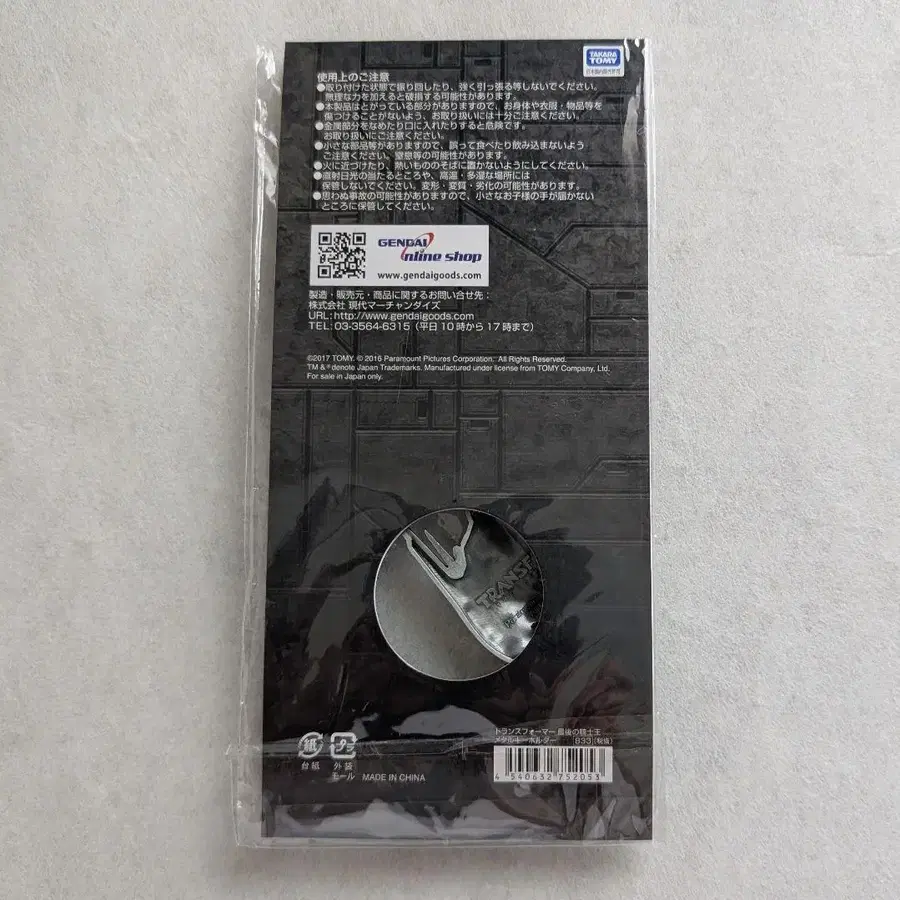 TAKARA
TOMY
使用上のご注意
●取り付けた状態で振り回したり、強く引っ張る等しないでください。
無理な力を加えると破損する可能性があります。
●本製品はとがっている部分がありますので、お身体や衣服・物品等を
傷つけることがないよう、お取り扱いには十分ご注意ください。
●金属部分をなめたり口に入れたりすると危険です。
お取り扱いにご注意ください。
●小さな部品等がありますので、誤って食べたり飲み込まないよう
ご注意ください。窒息等の可能性があります。
●火に近づけたり、熱いもののそばに置かないようにしてください。
●直射日光の当たるところや、高温・多湿な場所には
保管しないでください。変形・変質・劣化の可能性があります。
●思わぬ事故の可能性がありますので、小さなお子様の手が届かない
ところに保管してください。
GENDAI
Online shop
www.gendaigoods.com
製造・販売元・商品に関するお問い合せ先：
株式会社 現代マーチャンダイズ
URL:http://www.gendaigoods.com
TEL:03-3564-6315（平日10時から17時まで）
©2017 TOMY. © 2016 Paramount Pictures Corporation. All Rights Reserved.
TM & ® denote Japan Trademarks. Manufactured under license from TOMY Company, Ltd.
For sale in Japan only.
TRANSF
トランスフォーマー 最後の騎士王
メタルキーホルダー 833(税抜)
4 540632 752053
紙 プラ
台紙 外装
モール MADE IN CHINA